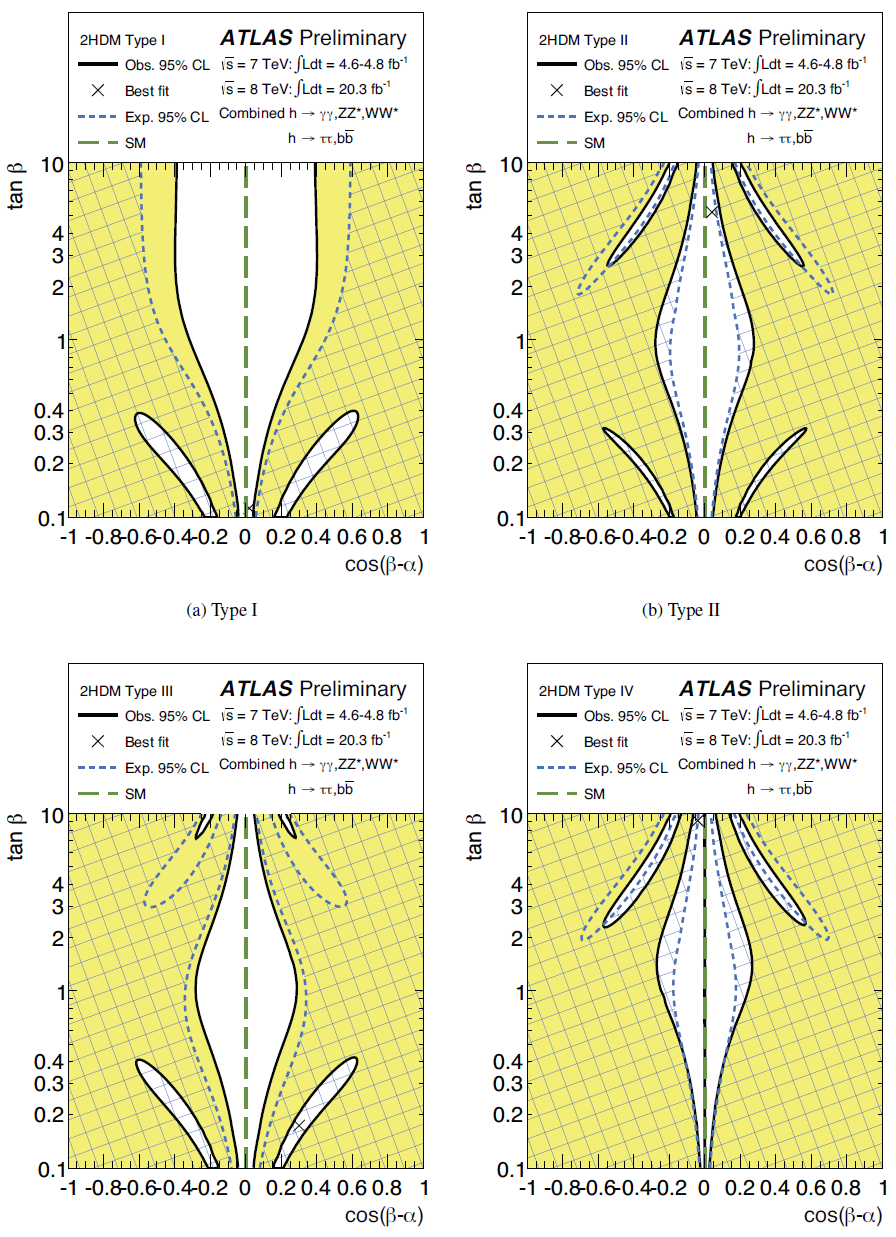 2HDM Type I ATLAS Preliminary
Obs. 95% CL √s = 7 TeV: ∫Ldt = 4.6-4.8 fb-1
Best fit √s = 8 TeV: ∫Ldt = 20.3 fb-1
Exp. 95% CL Combined h → γγ,ZZ*,WW*
SM h → ττ,bb̅
tan β
10
4
3
2
1
0.4
0.3
0.2
0.1
-1 -0.8 -0.6 -0.4 -0.2 0 0.2 0.4 0.6 0.8 1
cos(β-α)
(a) Type I
2HDM Type II ATLAS Preliminary
Obs. 95% CL √s = 7 TeV: ∫Ldt = 4.6-4.8 fb-1
Best fit √s = 8 TeV: ∫Ldt = 20.3 fb-1
Exp. 95% CL Combined h → γγ,ZZ*,WW*
SM h → ττ,bb̅
tan β
10
4
3
2
1
0.4
0.3
0.2
0.1
-1 -0.8 -0.6 -0.4 -0.2 0 0.2 0.4 0.6 0.8 1
cos(β-α)
(b) Type II
2HDM Type III ATLAS Preliminary
Obs. 95% CL √s = 7 TeV: ∫Ldt = 4.6-4.8 fb-1
Best fit √s = 8 TeV: ∫Ldt = 20.3 fb-1
Exp. 95% CL Combined h → γγ,ZZ*,WW*
SM h → ττ,bb̅
tan β
10
4
3
2
1
0.4
0.3
0.2
0.1
-1 -0.8 -0.6 -0.4 -0.2 0 0.2 0.4 0.6 0.8 1
cos(β-α)
2HDM Type IV ATLAS Preliminary
Obs. 95% CL √s = 7 TeV: ∫Ldt = 4.6-4.8 fb-1
Best fit √s = 8 TeV: ∫Ldt = 20.3 fb-1
Exp. 95% CL Combined h → γγ,ZZ*,WW*
SM h → ττ,bb̅
tan β
10
4
3
2
1
0.4
0.3
0.2
0.1
-1 -0.8 -0.6 -0.4 -0.2 0 0.2 0.4 0.6 0.8 1
cos(β-α)